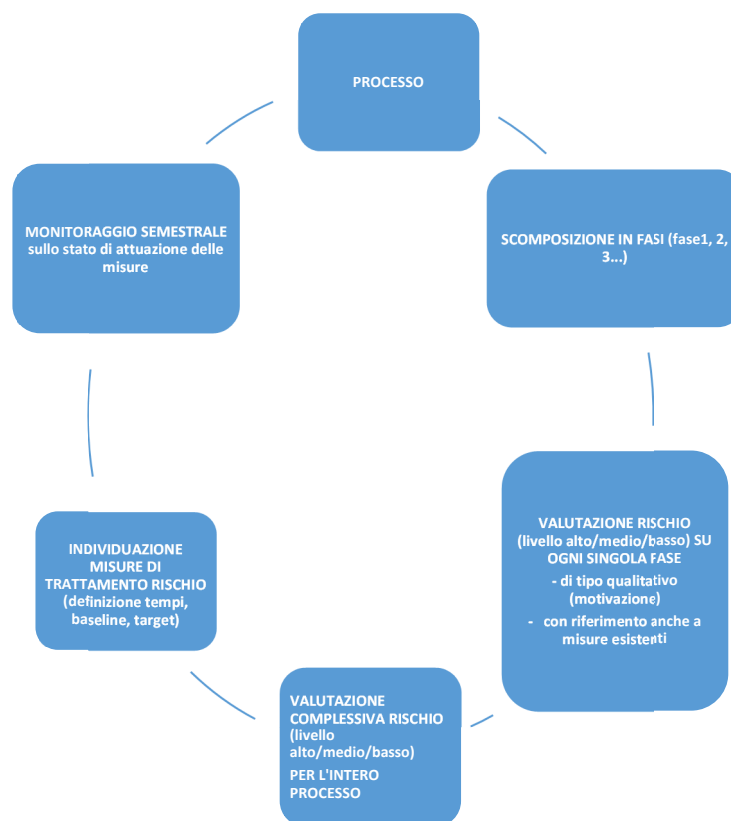 PROCESSO
SCOMPOSIZIONE IN FASI (fase1, 2,
3...)
VALUTAZIONE RISCHIO
(livello alto/medio/basso) SU
OGNI SINGOLA FASE
- di tipo qualitativo
(motivazione)
- con riferimento anche a
misure esistenti
VALUTAZIONE
COMPLESSIVA RISCHIO
(livello
alto/medio/basso)
PER L'INTERO
PROCESSO
INDIVIDUAZIONE
MISURE DI
TRATTAMENTO RISCHIO
(definizione tempi,
baseline, target)
MONITORAGGIO SEMESTRALE
sullo stato di attuazione delle
misure